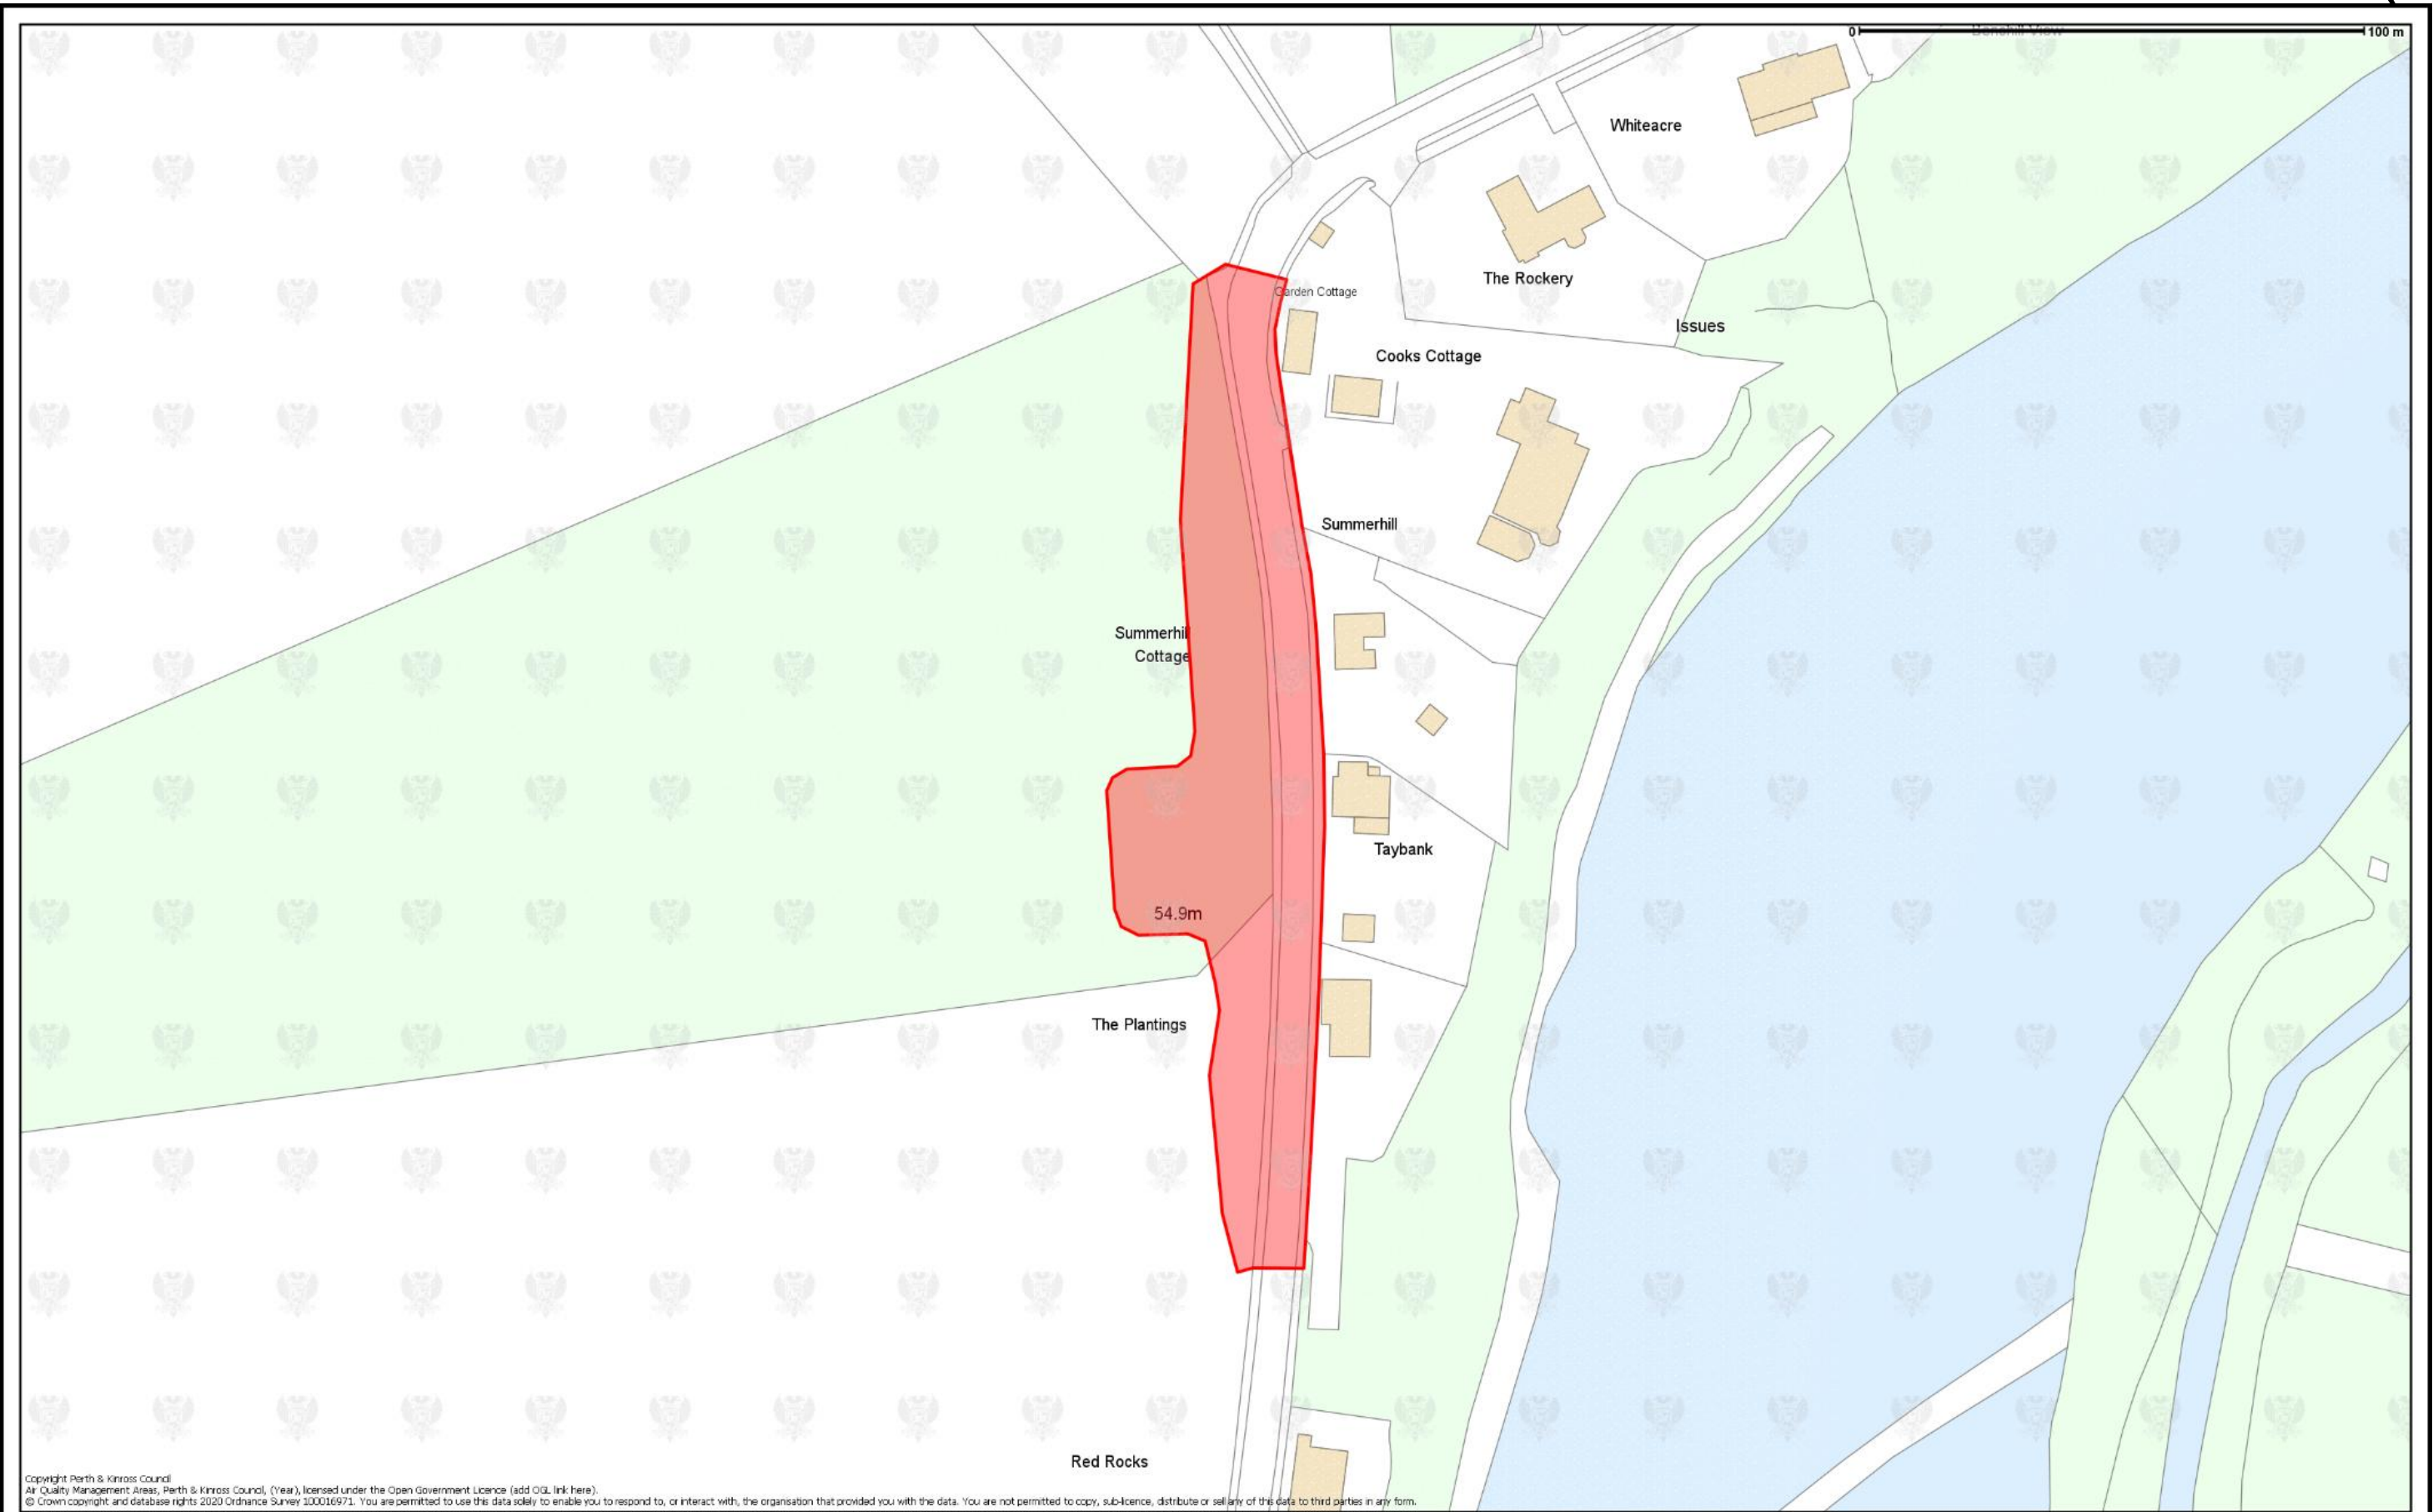 0
100 m
Whiteacre
The Rockery
Garden Cottage
Issues
Cooks Cottage
Summerhill
Summerhil
Cottage
Taybank
54.9m
The Plantings
Red Rocks
Copyright Perth & Kinross Council
Air Quality Management Areas, Perth & Kinross Council, (Year), licensed under the Open Government Licence (add OGL link here).
© Crown copyright and database rights 2020 Ordnance Survey 100016971. You are permitted to use this data solely to enable you to respond to, or interact with, the organisation that provided you with the data. You are not permitted to copy, sub-licence, distribute or sell any of this data to third parties in any form.